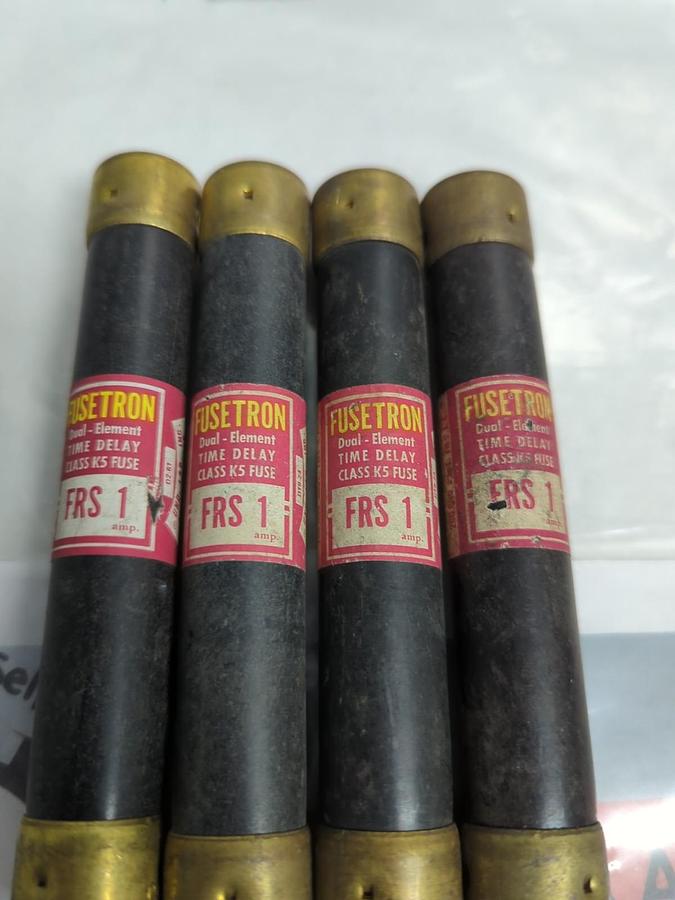 FUSETRON
Dual - Element
TIME DELAY
CLASS K5 FUSE
FRS 1
amp.
FUSETRON
Dual - Element
TIME DELAY
CLASS K5 FUSE
FRS 1
amp.
FUSETRON
Dual - Element
TIME DELAY
CLASS K5 FUSE
FRS 1
amp.
FUSETRON
Dual - Element
TIME DELAY
CLASS K5 FUSE
FRS 1
amp.